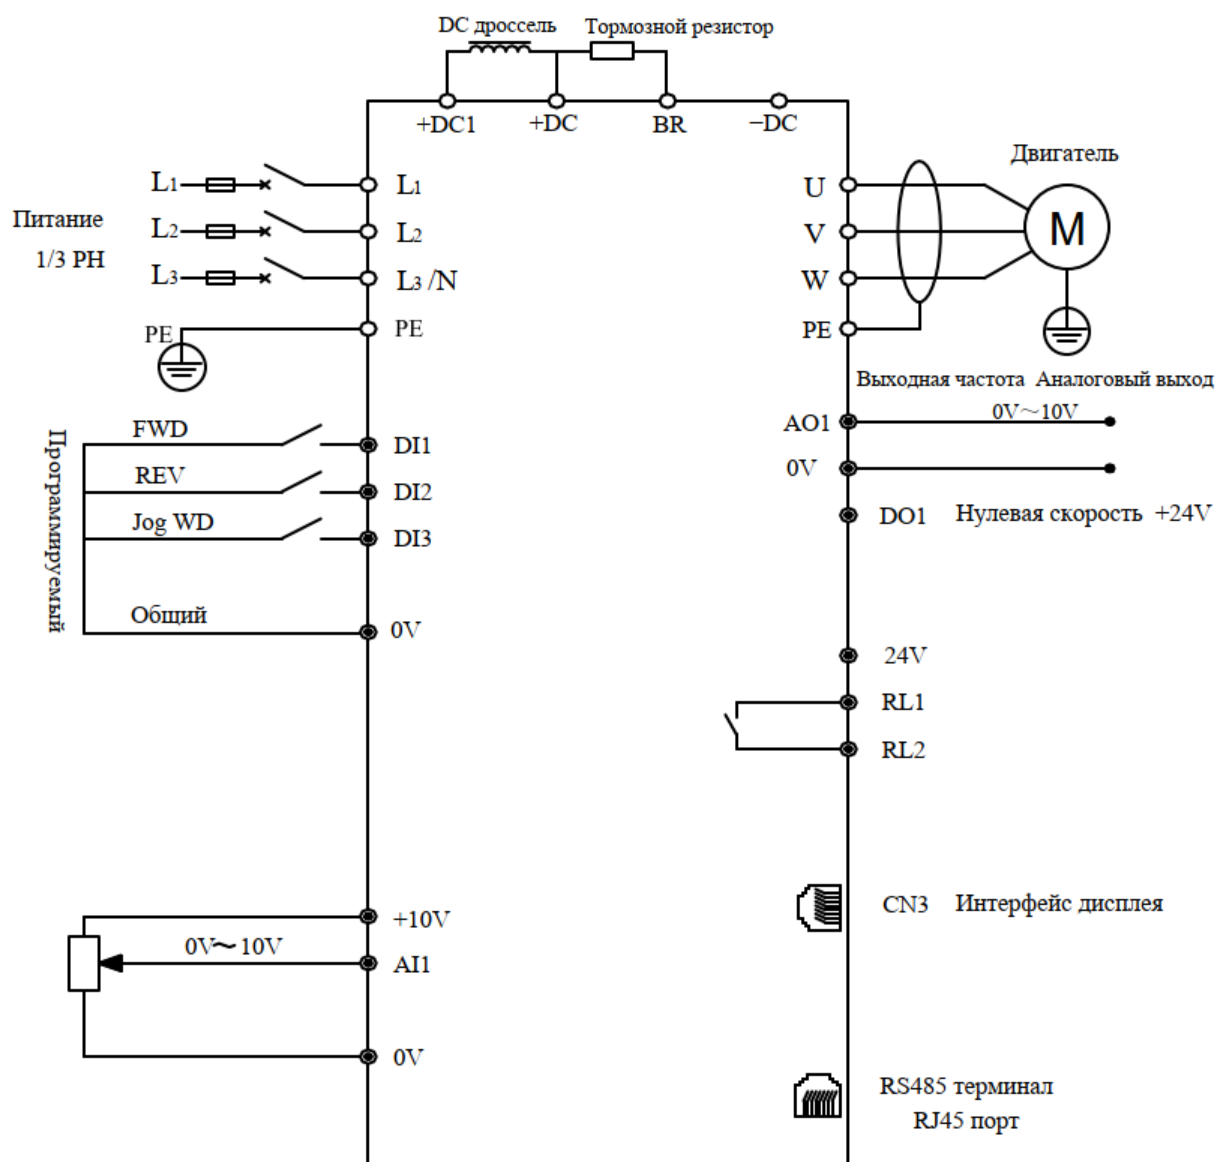 DC дроссель Тормозной резистор
+DC1 +DC BR −DC
Двигатель
L1 L1 U
Питание L2 L2 V M
1/3 PH L3 L3 /N W
PE PE PE
Выходная частота Аналоговый выход
0V～10V
FWD DI1 AO1
REV DI2 0V
Jog WD DI3 DO1 Нулевая скорость +24V
Программируемый
Общий 0V
24V
RL1
RL2
CN3 Интерфейс дисплея
+10V
0V～10V AI1
0V
RS485 терминал
RJ45 порт